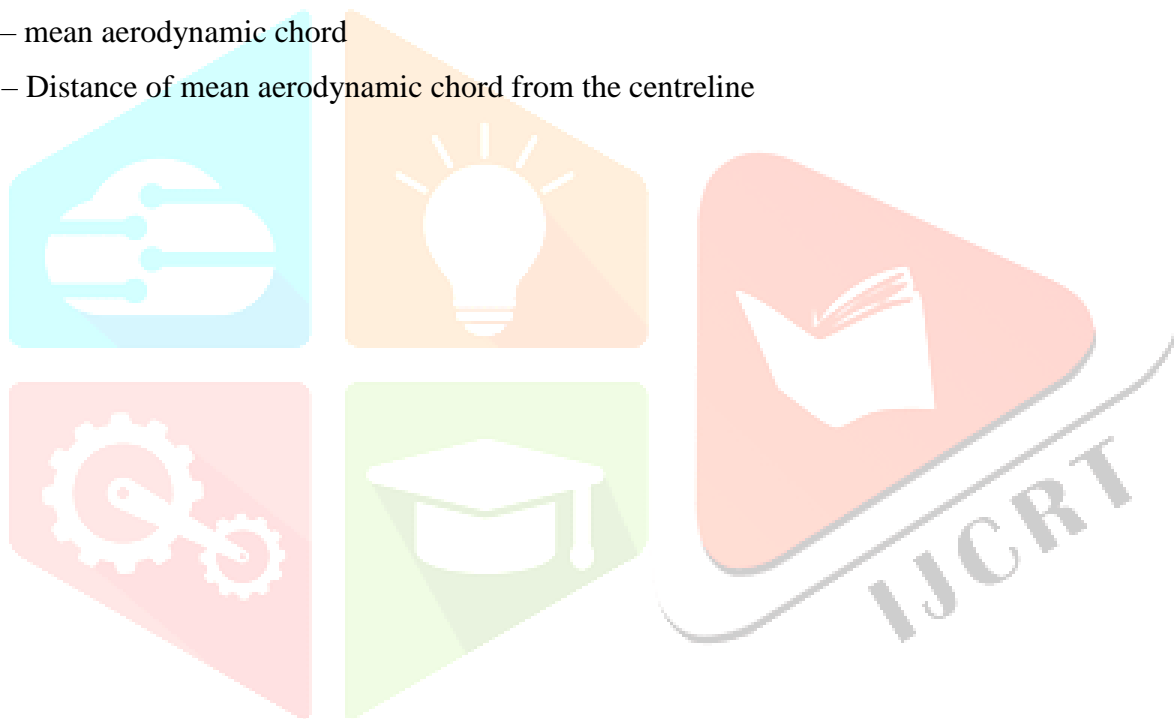 – mean aerodynamic chord
– Distance of mean aerodynamic chord from the centreline
IJCRT